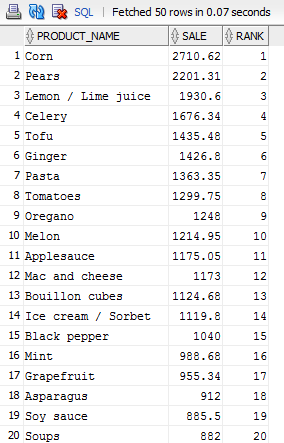 SQL | Fetched 50 rows in 0.07 seconds
PRODUCT_NAME SALE RANK
1 Corn 2710.62 1
2 Pears 2201.31 2
3 Lemon / Lime juice 1930.6 3
4 Celery 1676.34 4
5 Tofu 1435.48 5
6 Ginger 1426.8 6
7 Pasta 1363.35 7
8 Tomatoes 1299.75 8
9 Oregano 1248 9
10 Melon 1214.95 10
11 Applesauce 1175.05 11
12 Mac and cheese 1173 12
13 Bouillon cubes 1124.68 13
14 Ice cream / Sorbet 1119.8 14
15 Black pepper 1040 15
16 Mint 988.68 16
17 Grapefruit 955.34 17
18 Asparagus 912 18
19 Soy sauce 885.5 19
20 Soups 882 20